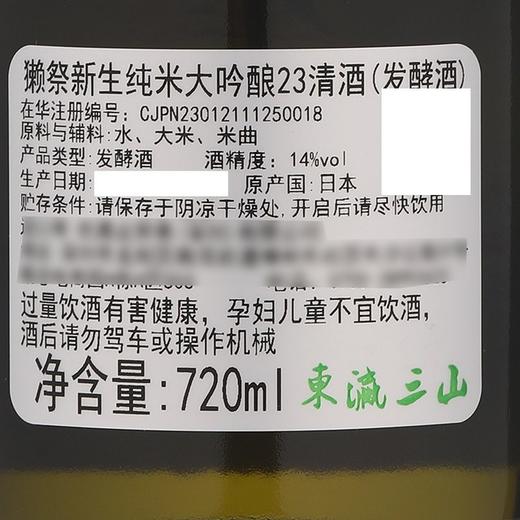 獭祭新生纯米大吟酿23清酒(发酵酒)
在华注册编号：CJPN23012111250018
原料与辅料：水、大米、米曲
产品类型：发酵酒 酒精度：14%vol
生产日期: 原产国：日本
贮存条件:请保存于阴凉干燥处,开启后请尽快饮用
过量饮酒有害健康，孕妇儿童不宜饮酒，
酒后请勿驾车或操作机械
净含量:720ml 東瀛三山